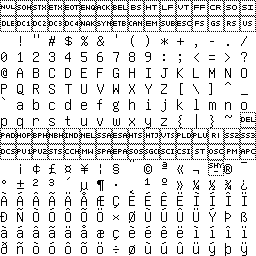 NUL SOH STX ETX EOT ENQ ACK BEL BS HT LF VT FF CR SO SI
DLE DC1 DC2 DC3 DC4 NAK SYN ETB CAN EM SUB ESC FS GS RS US
! " # $ % & ' ( ) * + , - . /
0 1 2 3 4 5 6 7 8 9 : ; < = > ?
@ A B C D E F G H I J K L M N O
P Q R S T U V W X Y Z [ \ ] ^ _
` a b c d e f g h i j k l m n o
p q r s t u v w x y z { | } ~ DEL
PAD HOP BPH NBH IND NEL SSA ESA HTS HTJ VTS PLD PLU RI SS2 SS3
DCS PU1 PU2 STS CCH MW SPA EPA SOS SGC SCI CSI ST OSC PM APC
¡ ¢ £ ¤ ¥ ¦ § ¨ © ª « ¬ SHY ® ¯
° ± ² ³ ´ µ ¶ · ¸ ¹ º » ¼ ½ ¾ ¿
À Á Â Ã Ä Å Æ Ç È É Ê Ë Ì Í Î Ï
Ð Ñ Ò Ó Ô Õ Ö × Ø Ù Ú Û Ü Ý Þ ß
à á â ã ä å æ ç è é ê ë ì í î ï
ð ñ ò ó ô õ ö ÷ ø ù ú û ü ý þ ÿ